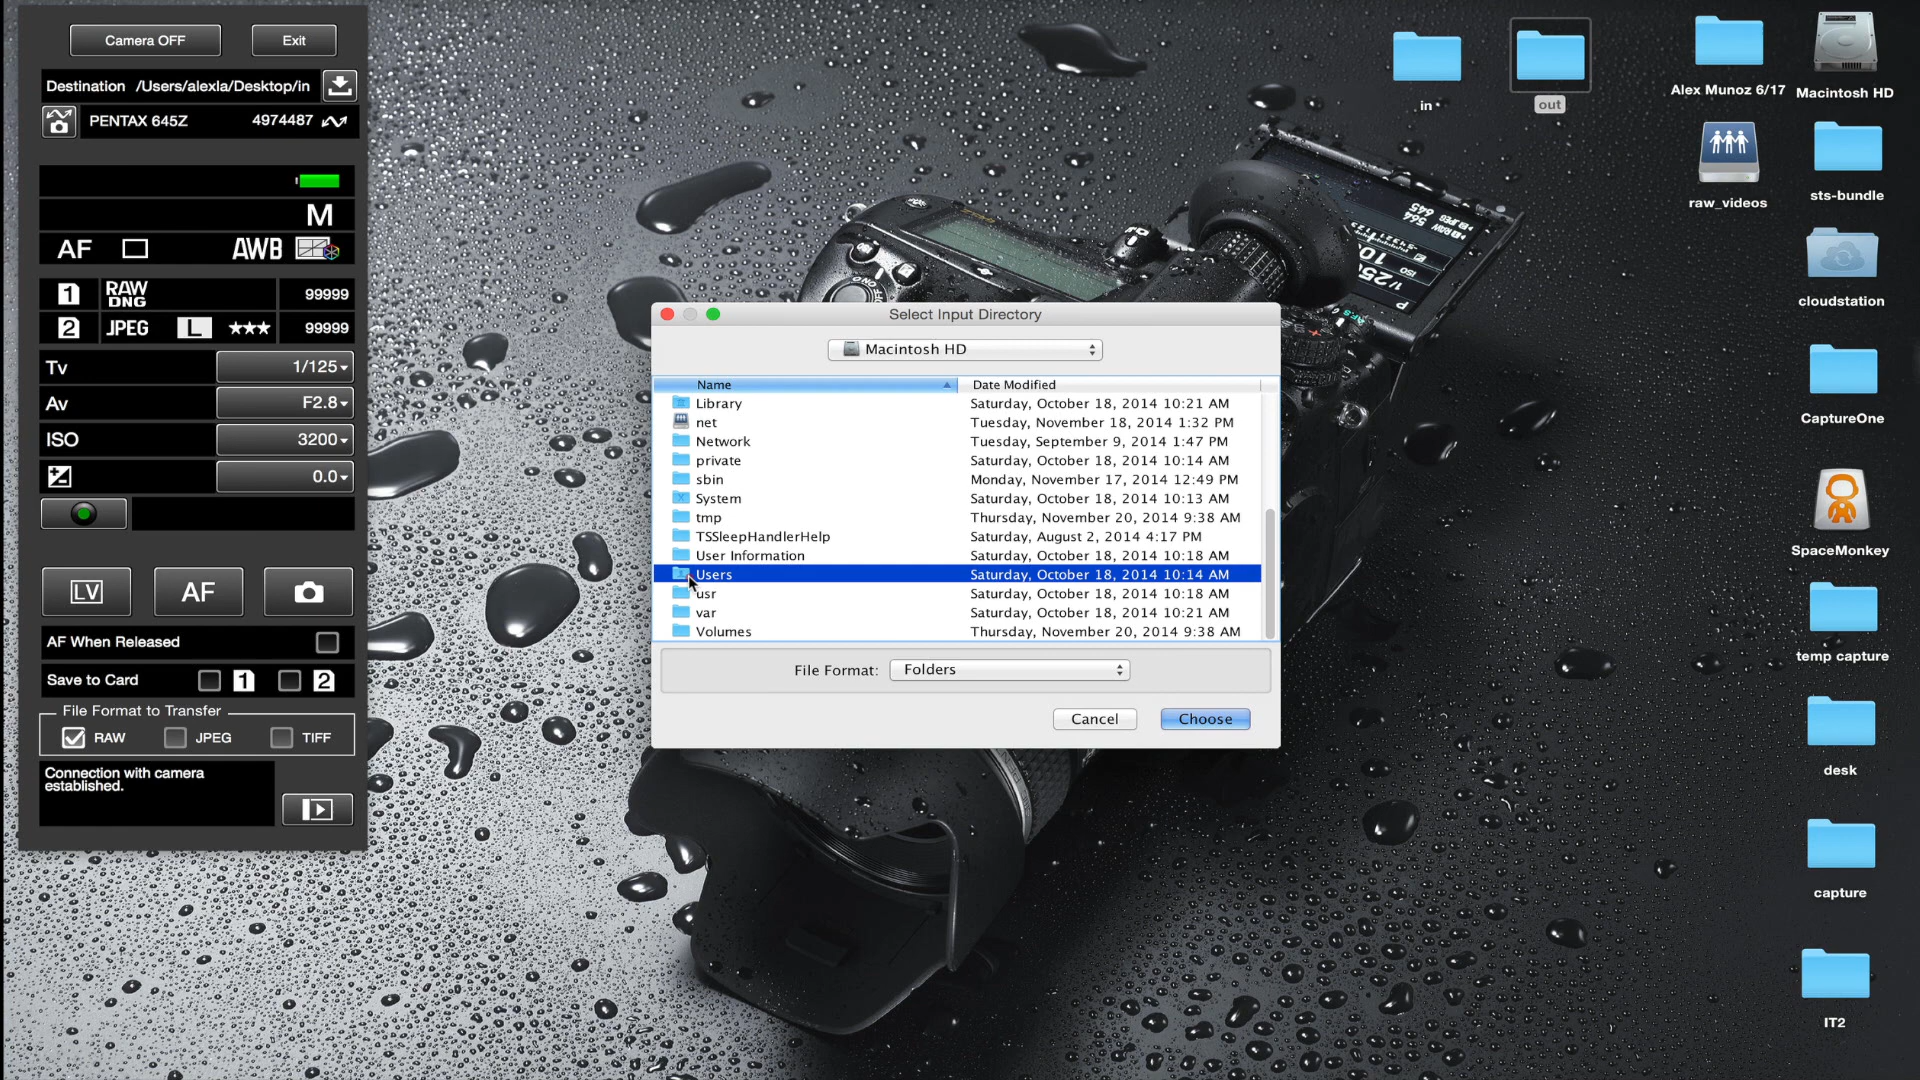 Camera OFF
Exit
Destination /Users/alexla/Desktop/in
PENTAX 645Z 4974487
M
AF AWB
1 RAW DNG 99999
2 JPEG L ★★★ 99999
Tv 1/125
Av F2.8
ISO 3200
0.0
LV AF
AF When Released
Save to Card 1 2
File Format to Transfer
RAW JPEG TIFF
Connection with camera
established.
Select Input Directory
Macintosh HD
Name Date Modified
Library Saturday, October 18, 2014 10:21 AM
net Tuesday, November 18, 2014 1:32 PM
Network Tuesday, September 9, 2014 1:47 PM
private Saturday, October 18, 2014 10:14 AM
sbin Monday, November 17, 2014 12:49 PM
System Saturday, October 18, 2014 10:13 AM
tmp Thursday, November 20, 2014 9:38 AM
TSSleepHandlerHelp Saturday, August 2, 2014 4:17 PM
User Information Saturday, October 18, 2014 10:18 AM
Users Saturday, October 18, 2014 10:14 AM
usr Saturday, October 18, 2014 10:18 AM
var Saturday, October 18, 2014 10:21 AM
Volumes Thursday, November 20, 2014 9:38 AM
File Format: Folders
Cancel Choose
in
out
Alex Munoz 6/17
Macintosh HD
raw_videos
sts-bundle
cloudstation
CaptureOne
SpaceMonkey
temp capture
desk
capture
IT2